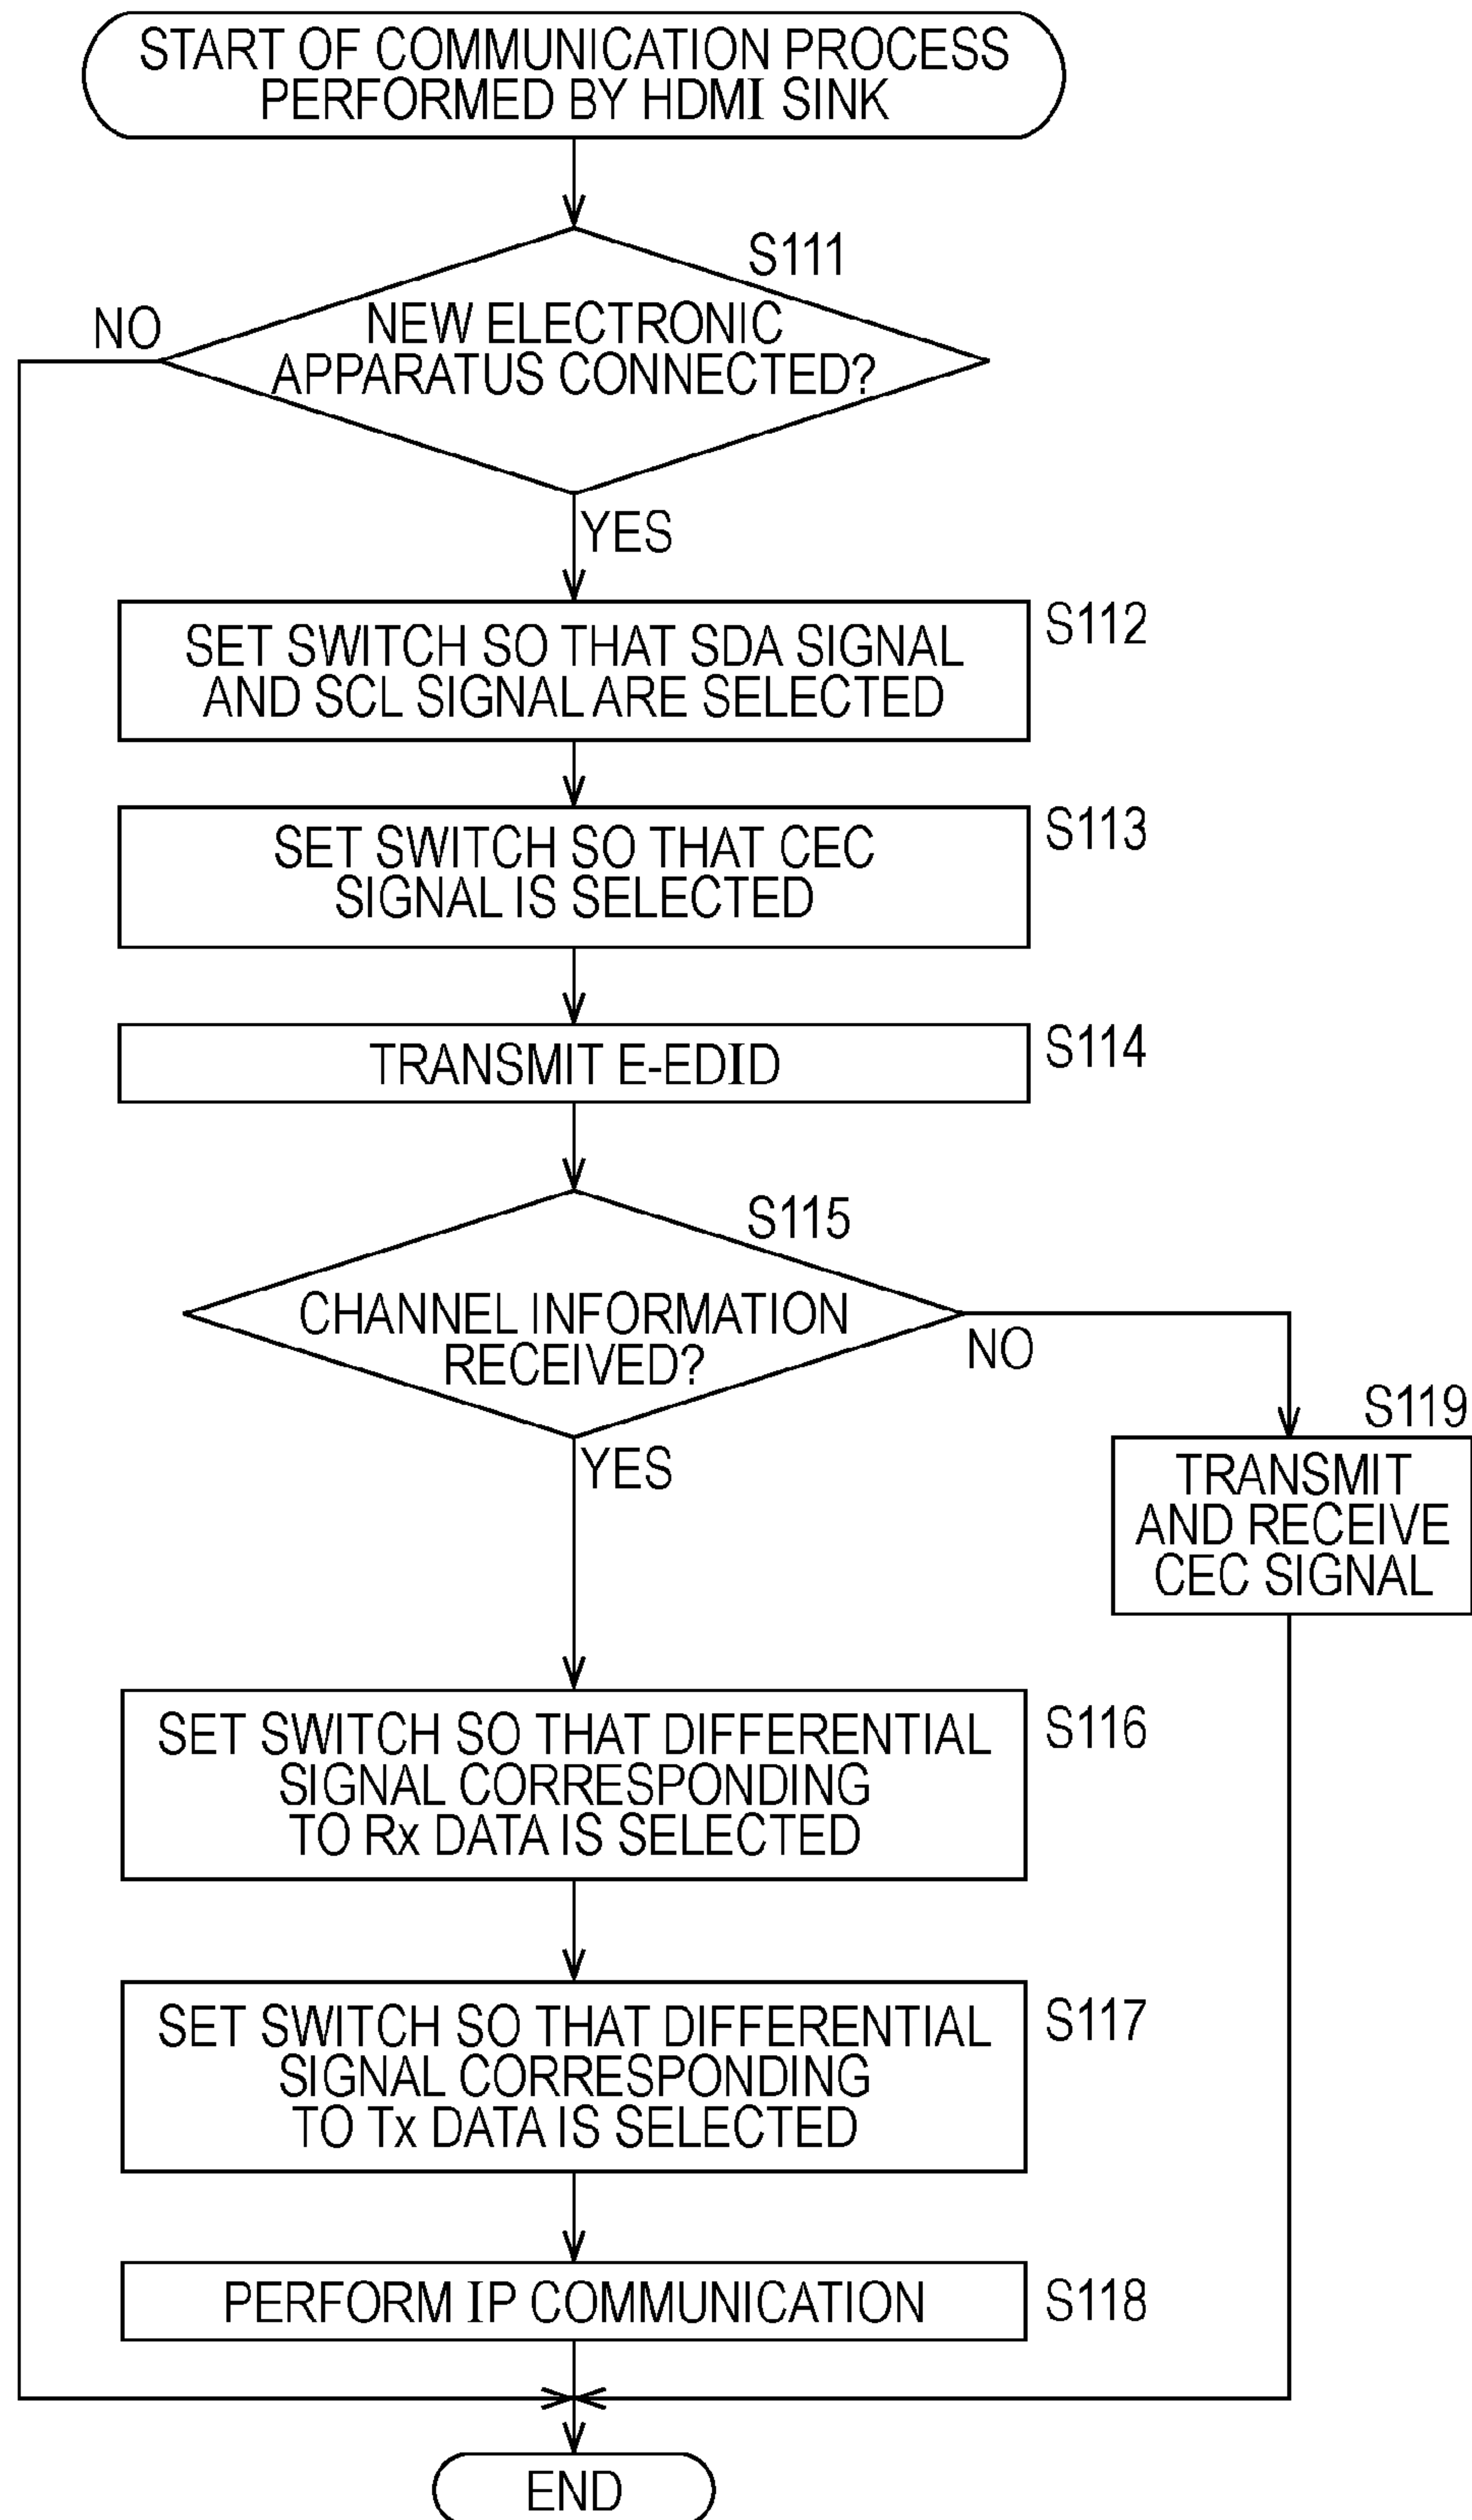 START OF COMMUNICATION PROCESS
PERFORMED BY HDMI SINK
S111
NO
NEW ELECTRONIC
APPARATUS CONNECTED?
YES
S112
SET SWITCH SO THAT SDA SIGNAL
AND SCL SIGNAL ARE SELECTED
S113
SET SWITCH SO THAT CEC
SIGNAL IS SELECTED
S114
TRANSMIT E-EDID
S115
CHANNEL INFORMATION
RECEIVED?
NO
YES
S119
TRANSMIT
AND RECEIVE
CEC SIGNAL
S116
SET SWITCH SO THAT DIFFERENTIAL
SIGNAL CORRESPONDING
TO Rx DATA IS SELECTED
S117
SET SWITCH SO THAT DIFFERENTIAL
SIGNAL CORRESPONDING
TO Tx DATA IS SELECTED
PERFORM IP COMMUNICATION
S118
END